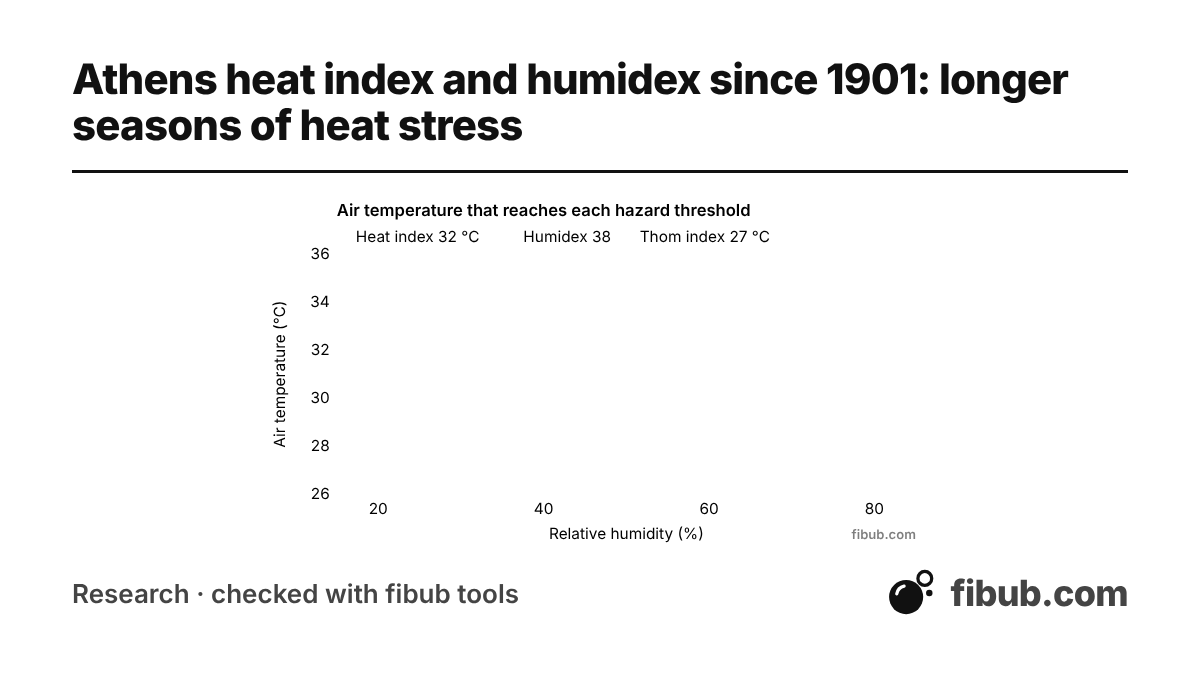 Athens heat index and humidex since 1901: longer
seasons of heat stress
Air temperature that reaches each hazard threshold
Heat index 32 °C
Humidex 38
Thom index 27 °C
Air temperature (°C)
36
34
32
30
28
26
20
40
60
80
Relative humidity (%)
fibub.com
Research · checked with fibub tools
fibub.com